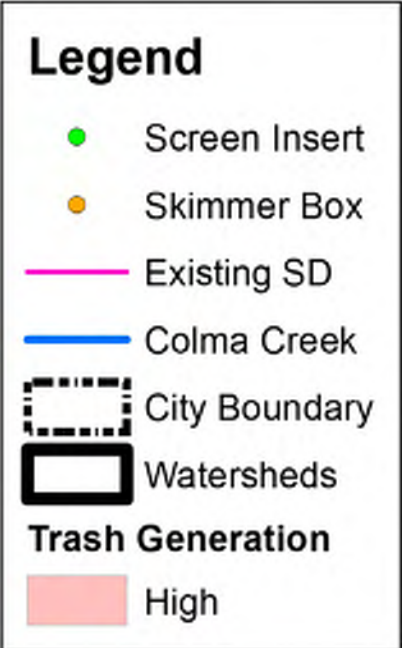 Legend
Screen Insert
Skimmer Box
Existing SD
Colma Creek
City Boundary
Watersheds
Trash Generation
High